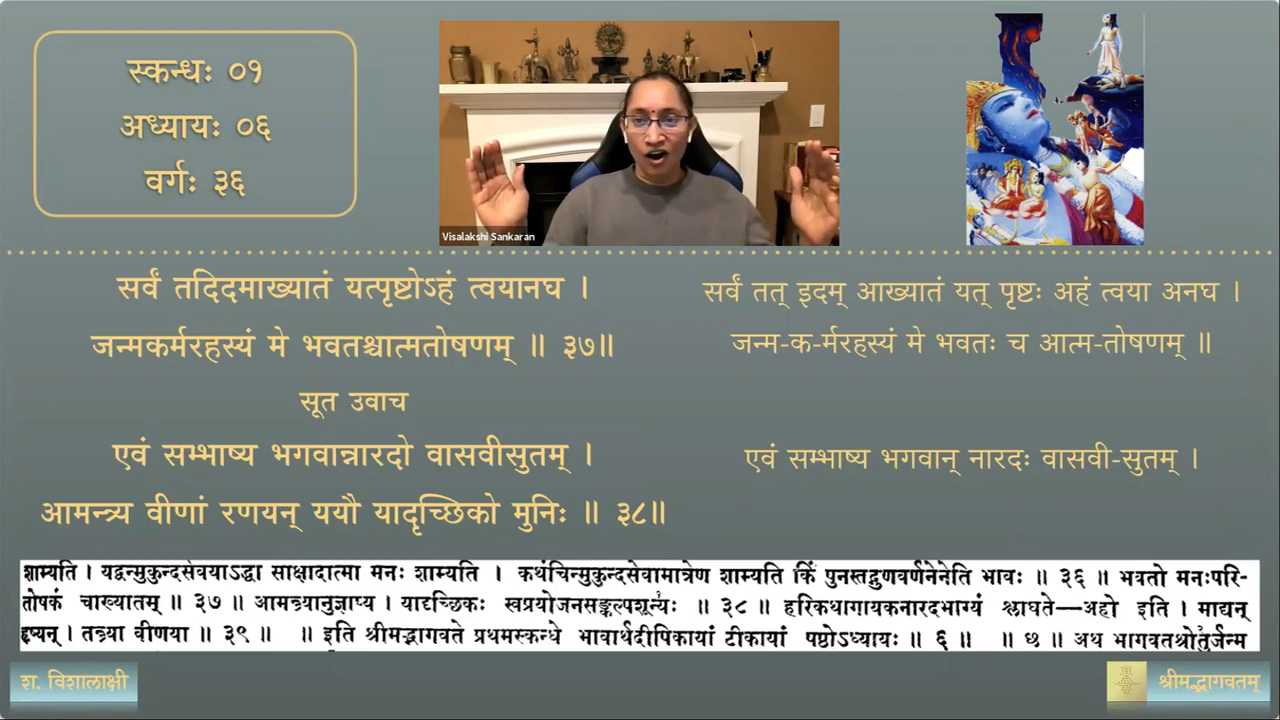 स्कन्धः ०१
अध्यायः ०६
वर्गः ३६
Visalakshi Sankaran
सर्वं तदिदमाख्यातं यत्पृष्टोऽहं त्वयानघ ।
जन्मकर्मरहस्यं मे भवतश्चात्मतोषणम् ॥ ३७॥
सूत उवाच
एवं सम्भाष्य भगवान्नारदो वासवीसुतम् ।
आमन्त्र्य वीणां रणयन् ययौ यादृच्छिको मुनिः ॥ ३८॥
सर्वं तत् इदम् आख्यातं यत् पृष्टः अहं त्वया अनघ ।
जन्म-क-र्मरहस्यं मे भवतः च आत्म-तोषणम् ॥
एवं सम्भाष्य भगवान् नारदः वासवी-सुतम् ।
शाम्यति । यद्वन्मुकुन्दसेवयाऽद्धा साक्षादात्मा मनः शाम्यति । कथंचिन्मुकुन्दसेवामात्रेण शाम्यति किं पुनस्तद्गुणवर्णनेनेति भावः ॥ ३६ ॥ भवतो मनःपरि-
तोषकं चाख्यातम् ॥ ३७ ॥ आमन्त्र्यानुज्ञाप्य । यादृच्छिकः स्वप्रयोजनसङ्कल्पशून्यः ॥ ३८ ॥ हरिकथागायकनारदभाग्यं श्लाघते—अहो इति । माद्यन्
हृष्यन् । तन्त्र्या वीणया ॥ ३९ ॥ ॥ इति श्रीमद्भागवते प्रथमस्कन्धे भावार्थदीपिकायां टीकायां षष्ठोऽध्यायः ॥ ६ ॥ ॥ छ ॥ अथ भागवतश्रोतुर्जन्म
श. विशालाक्षी
श्रीमद्भागवतम्